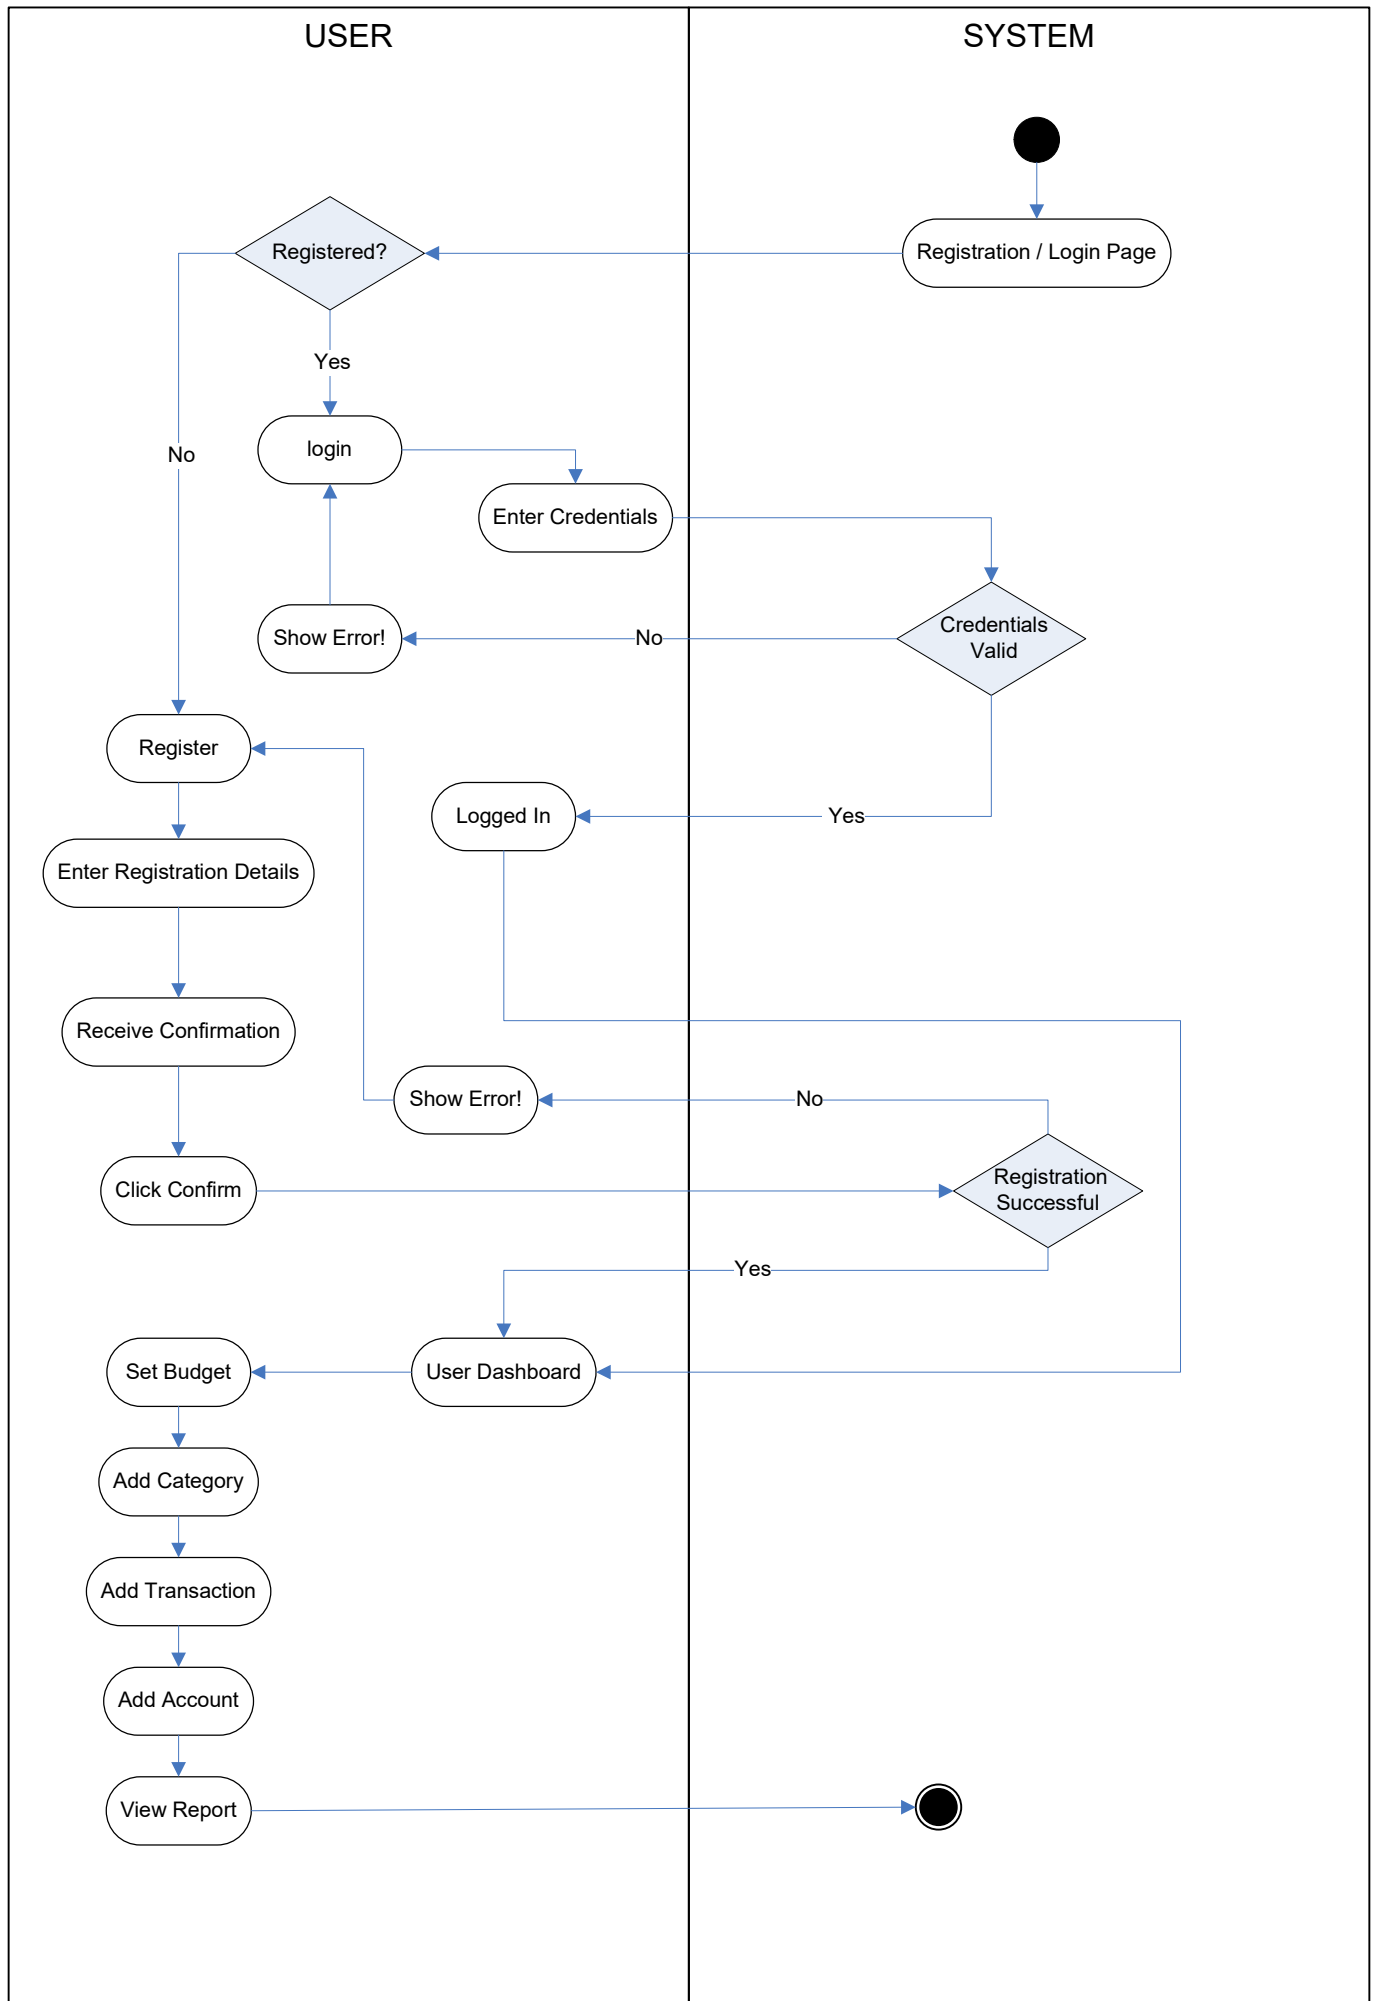 USER
SYSTEM
Registered?
Registration / Login Page
Yes
login
No
Enter Credentials
Credentials
Valid
No
Show Error!
Register
Logged In
Yes
Enter Registration Details
Receive Confirmation
Show Error!
No
Click Confirm
Registration
Successful
Yes
Set Budget
User Dashboard
Add Category
Add Transaction
Add Account
View Report